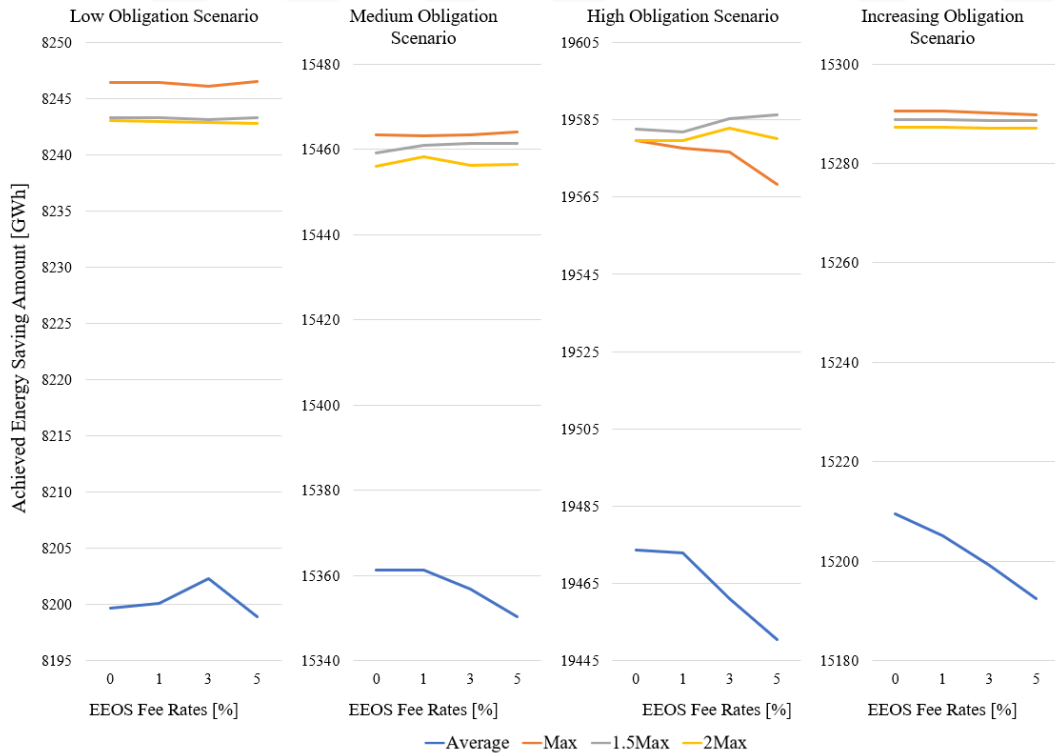 Low Obligation Scenario
Medium Obligation
Scenario
High Obligation Scenario
Increasing Obligation
Scenario
Achieved Energy Saving Amount [GWh]
8250
8245
8240
8235
8230
8225
8220
8215
8210
8205
8200
8195
0 1 3 5
EEOS Fee Rates [%]
15480
15460
15440
15420
15400
15380
15360
15340
0 1 3 5
EEOS Fee Rates [%]
19605
19585
19565
19545
19525
19505
19485
19465
19445
0 1 3 5
EEOS Fee Rates [%]
15300
15280
15260
15240
15220
15200
15180
0 1 3 5
EEOS Fee Rates [%]
Average Max 1.5Max 2Max